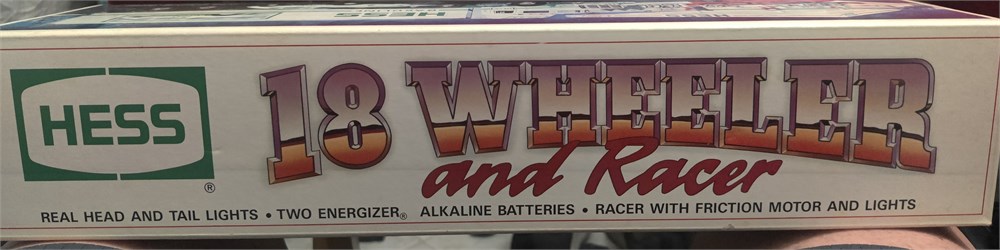 HESS
18 WHEELER
and Racer
REAL HEAD AND TAIL LIGHTS • TWO ENERGIZER® ALKALINE BATTERIES • RACER WITH FRICTION MOTOR AND LIGHTS